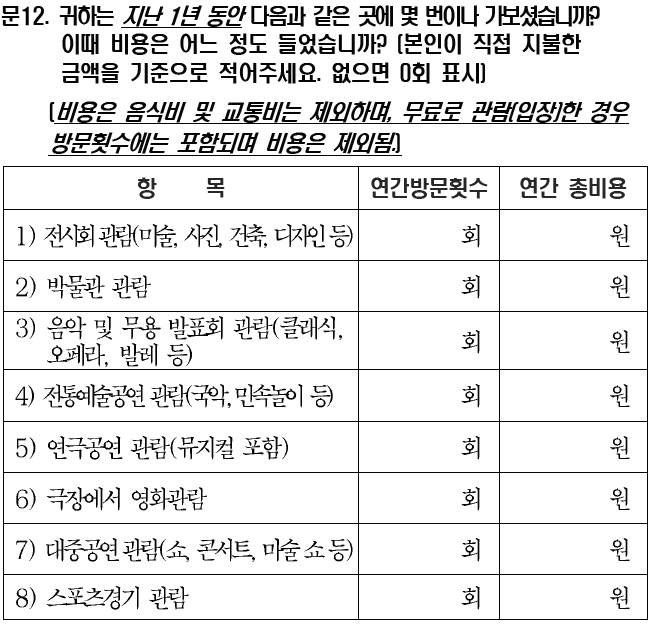 문12. 귀하는 지난 1년 동안 다음과 같은 곳에 몇 번이나 가보셨습니까?
이때 비용은 어느 정도 들었습니까? (본인이 직접 지불한
금액을 기준으로 적어주세요. 없으면 0회 표시)
(비용은 음식비 및 교통비는 제외하며, 무료로 관람(입장)한 경우
방문횟수에는 포함되며 비용은 제외됨.)
항 목 연간방문횟수 연간 총비용
1) 전시회 관람(미술, 사진, 건축, 디자인 등) 회 원
2) 박물관 관람 회 원
3) 음악 및 무용 발표회 관람(클래식,
오페라, 발레 등) 회 원
4) 전통예술공연 관람(국악, 민속놀이 등) 회 원
5) 연극공연 관람(뮤지컬 포함) 회 원
6) 극장에서 영화관람 회 원
7) 대중공연 관람(쇼, 콘서트, 마술 쇼 등) 회 원
8) 스포츠경기 관람 회 원